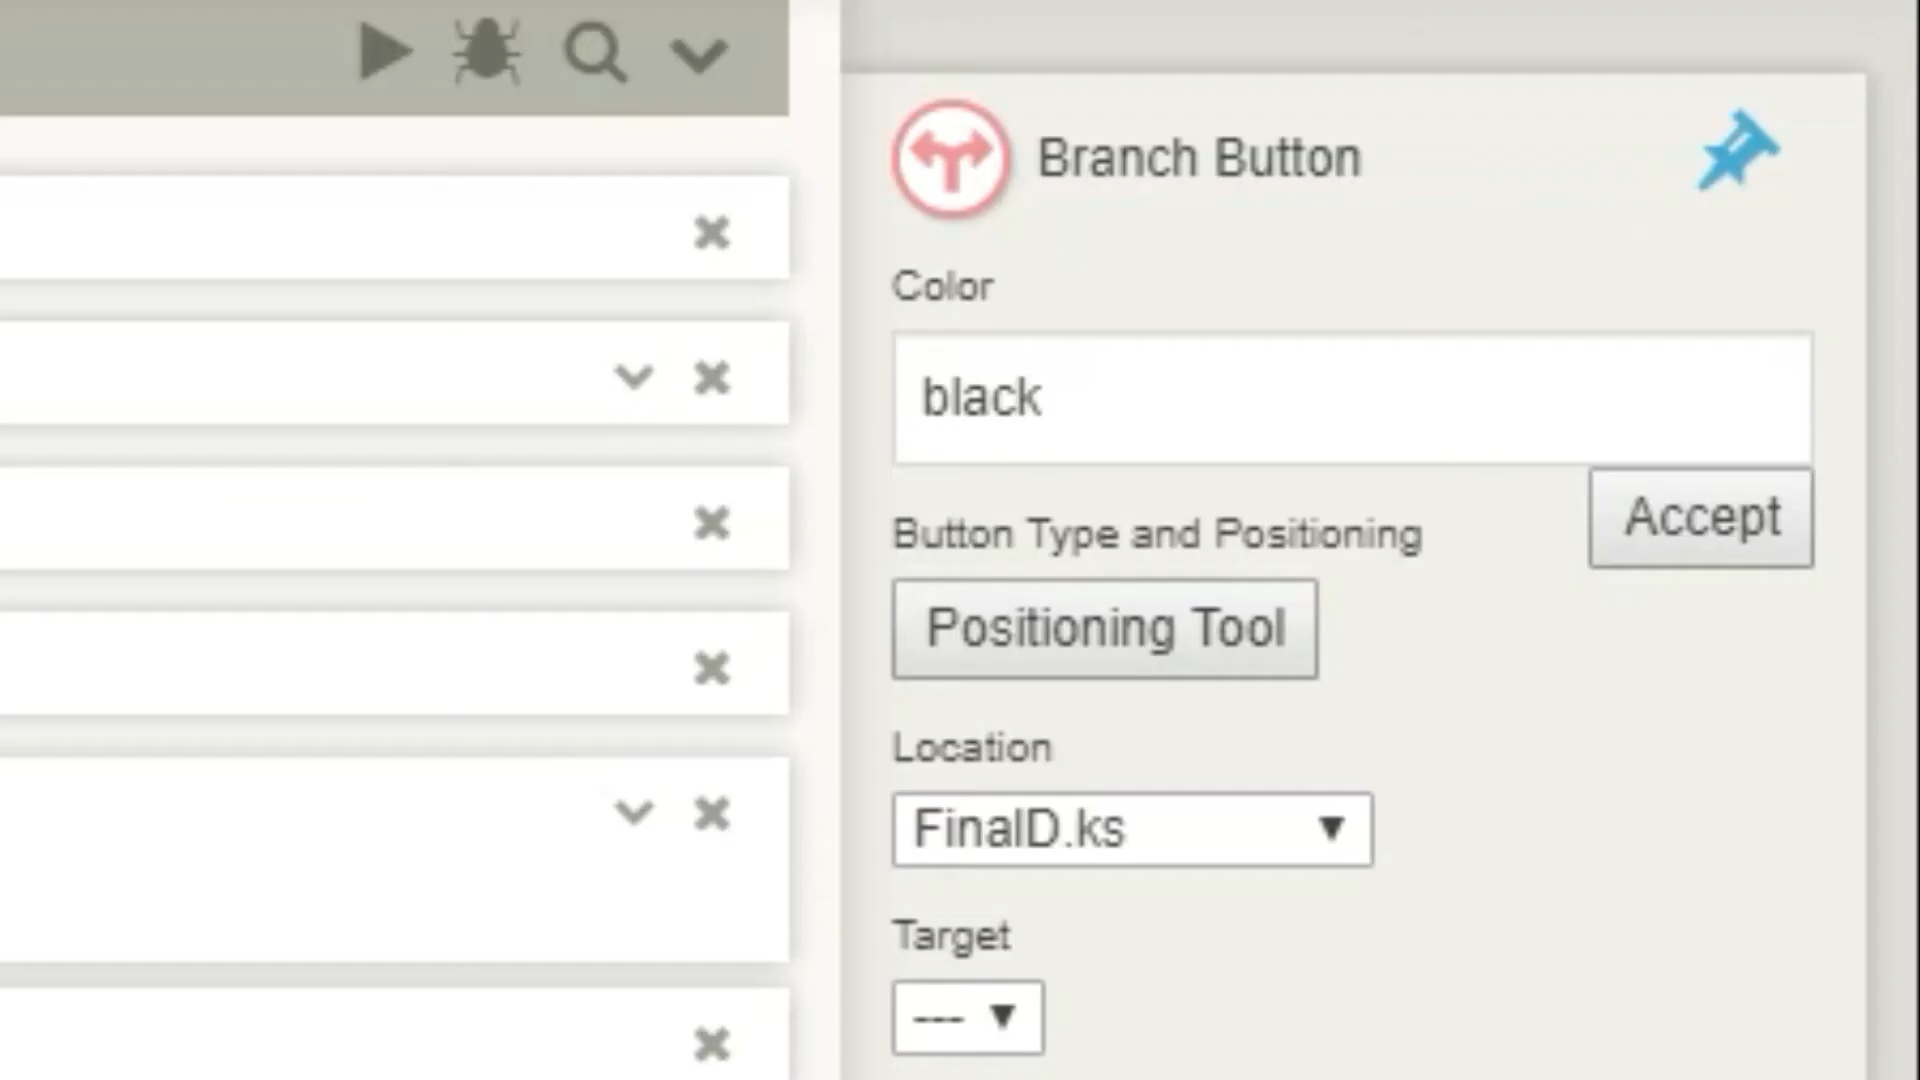 Branch Button
Color
black
Accept
Button Type and Positioning
Positioning Tool
Location
FinalD.ks
Target
---